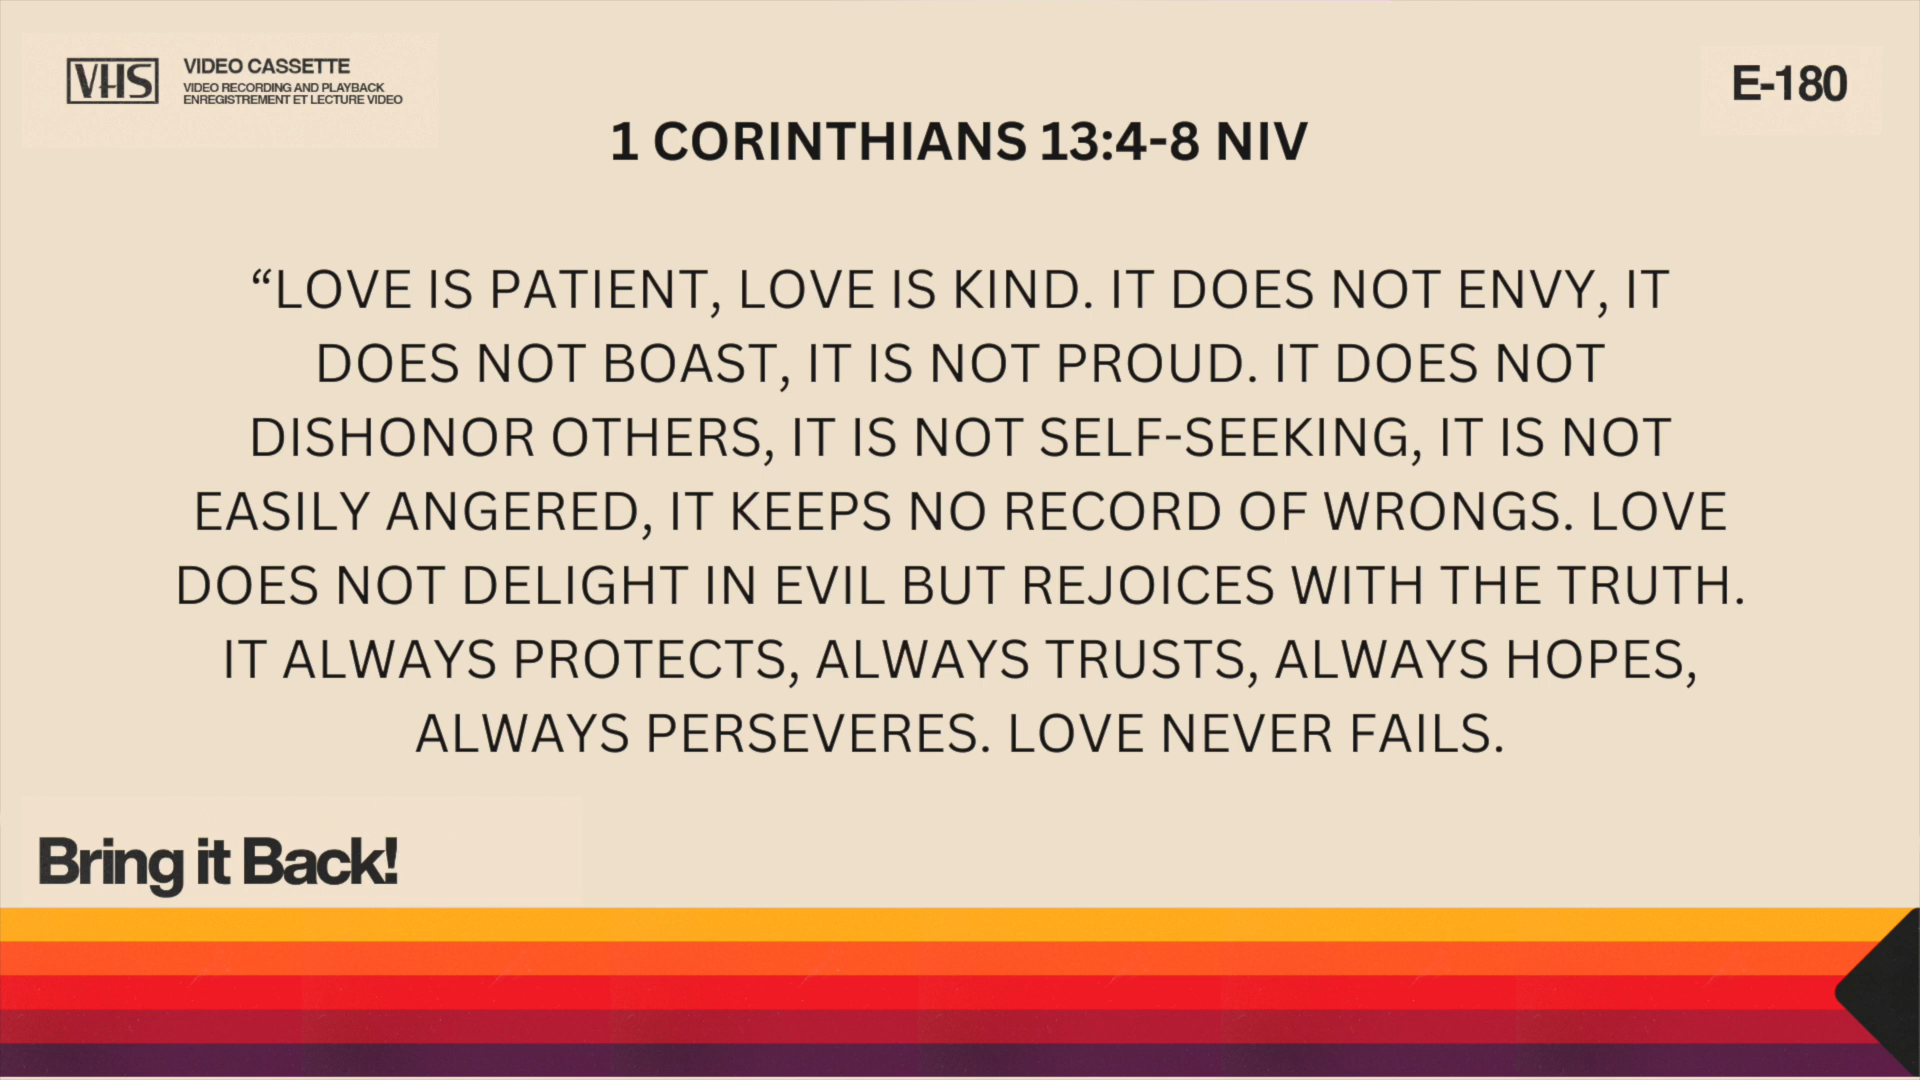 VHS
VIDEO CASSETTE
VIDEO RECORDING AND PLAYBACK
ENREGISTREMENT ET LECTURE VIDEO
E-180
1 CORINTHIANS 13:4-8 NIV
“LOVE IS PATIENT, LOVE IS KIND. IT DOES NOT ENVY, IT
DOES NOT BOAST, IT IS NOT PROUD. IT DOES NOT
DISHONOR OTHERS, IT IS NOT SELF-SEEKING, IT IS NOT
EASILY ANGERED, IT KEEPS NO RECORD OF WRONGS. LOVE
DOES NOT DELIGHT IN EVIL BUT REJOICES WITH THE TRUTH.
IT ALWAYS PROTECTS, ALWAYS TRUSTS, ALWAYS HOPES,
ALWAYS PERSEVERES. LOVE NEVER FAILS.
Bring it Back!